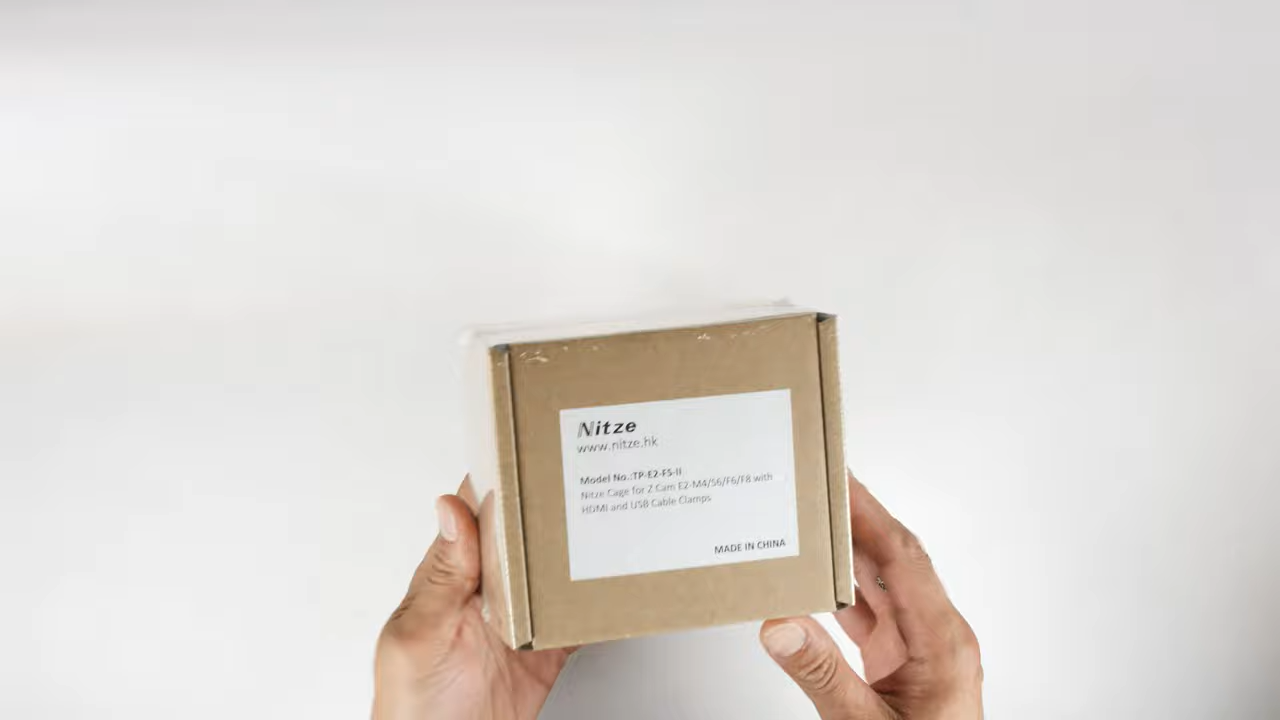 Nitze
www.nitze.hk
Model No.:TP-E2-FS-II
Nitze Cage for Z Cam E2-M4/S6/F6/F8 with
HDMI and USB Cable Clamps
MADE IN CHINA